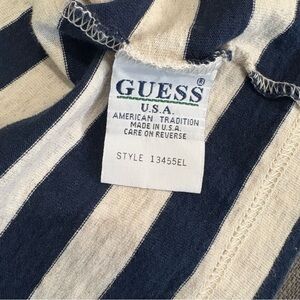 GUESS®
U.S.A.
AMERICAN TRADITION
MADE IN U.S.A.
CARE ON REVERSE
STYLE 13455EL